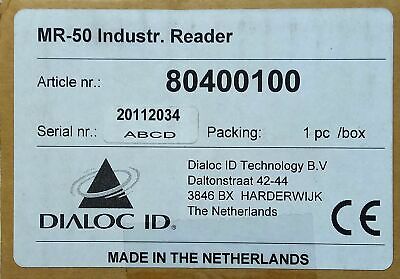 MR-50 Industr. Reader
Article nr.: 80400100
20112034
Serial nr.: ABCD Packing: 1 pc /box
Dialoc ID Technology B.V
Daltonstraat 42-44
3846 BX HARDERWIJK
The Netherlands
DIALOC ID®
CE
MADE IN THE NETHERLANDS